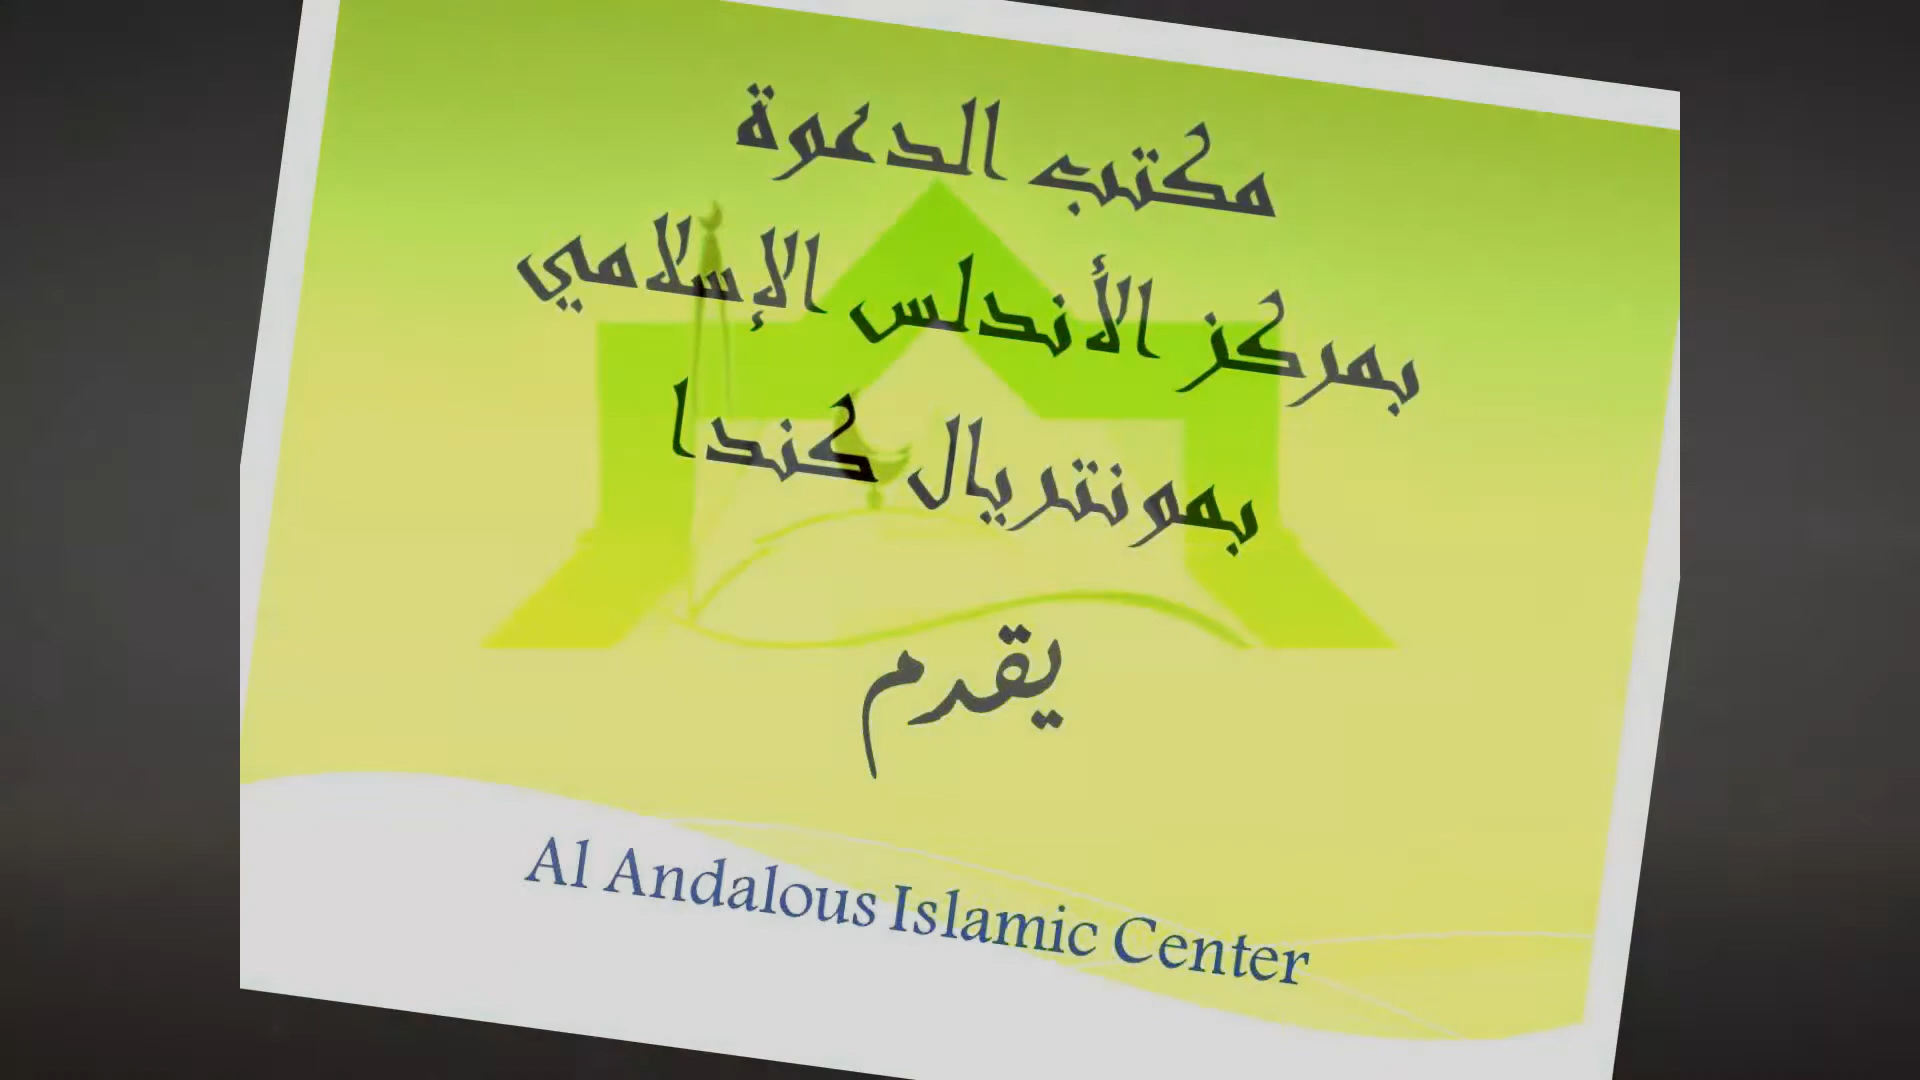 مكتب الدعوة
بمركز الأندلس الإسلامي
بمونتريال كندا
يقدم
Al Andalous Islamic Center